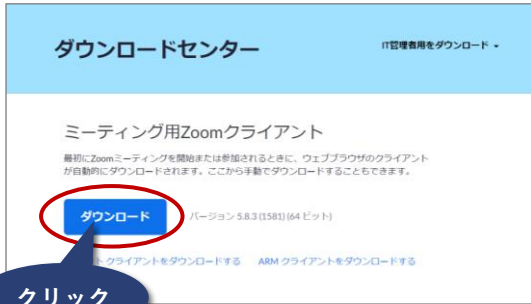 ダウンロードセンター
IT管理者用をダウンロード
ミーティング用Zoomクライアント
最初にZoomミーティングを開始または参加されるときに、ウェブブラウザのクライアント
が自動的にダウンロードされます。ここから手動でダウンロードすることもできます。
ダウンロード
バージョン 5.8.3 (1581) (64 ビット)
ト クライアントをダウンロードする ARM クライアントをダウンロードする
クリック